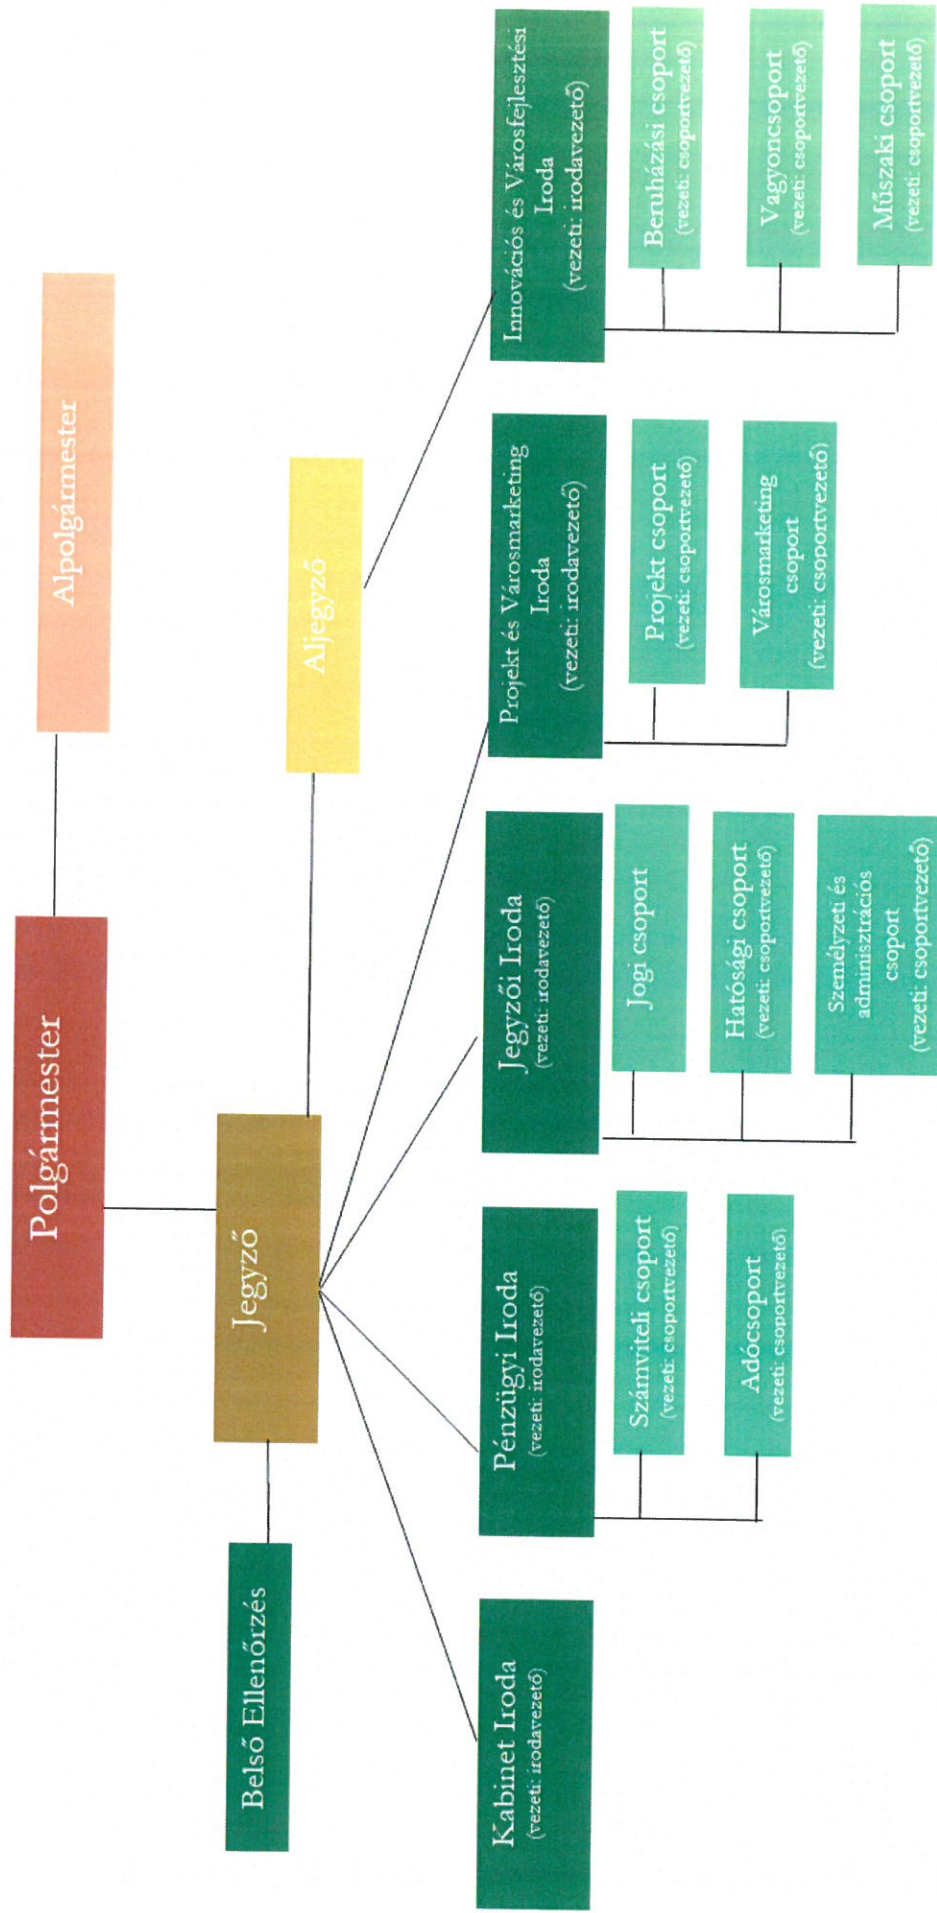 Polgármester
Alpolgármester
Belső Ellenőrzés
Jegyző
Aljegyző
Kabinet Iroda
(vezeti: irodavezető)
Pénzügyi Iroda
(vezeti: irodavezető)
Számviteli csoport
(vezeti: csoportvezető)
Adócsoport
(vezeti: csoportvezető)
Jegyzői Iroda
(vezeti: irodavezető)
Jogi csoport
Hatósági csoport
(vezeti: csoportvezető)
Személyzeti és
adminisztrációs
csoport
(vezeti: csoportvezető)
Projekt és Városmarketing
Iroda
(vezeti: irodavezető)
Projekt csoport
(vezeti: csoportvezető)
Városmarketing
csoport
(vezeti: csoportvezető)
Innovációs és Városfejlesztési
Iroda
(vezeti: irodavezető)
Beruházási csoport
(vezeti: csoportvezető)
Vagyoncsoport
(vezeti: csoportvezető)
Műszaki csoport
(vezeti: csoportvezető)